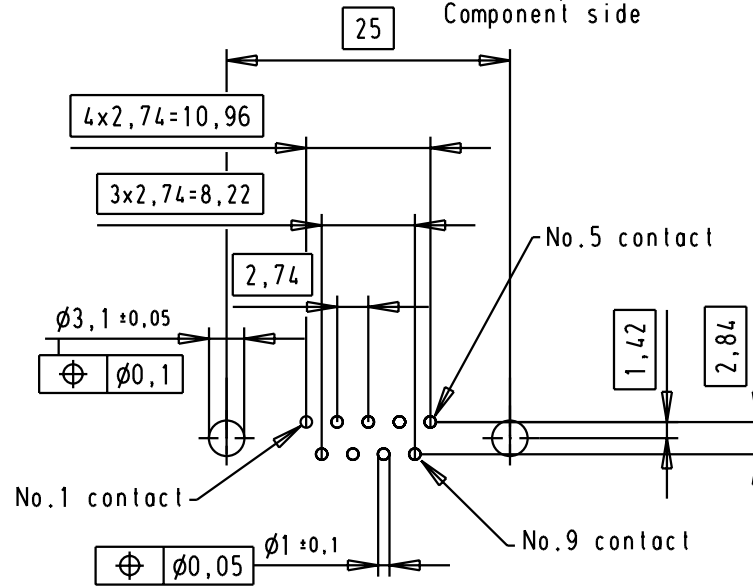 Component side
25
4x2,74=10,96
3x2,74=8,22
No.5 contact
2,74
Ø3,1 ±0,05
1,42
2,84
⌖ Ø0,1
No.1 contact
No.9 contact
Ø1 ±0,1
⌖ Ø0,05